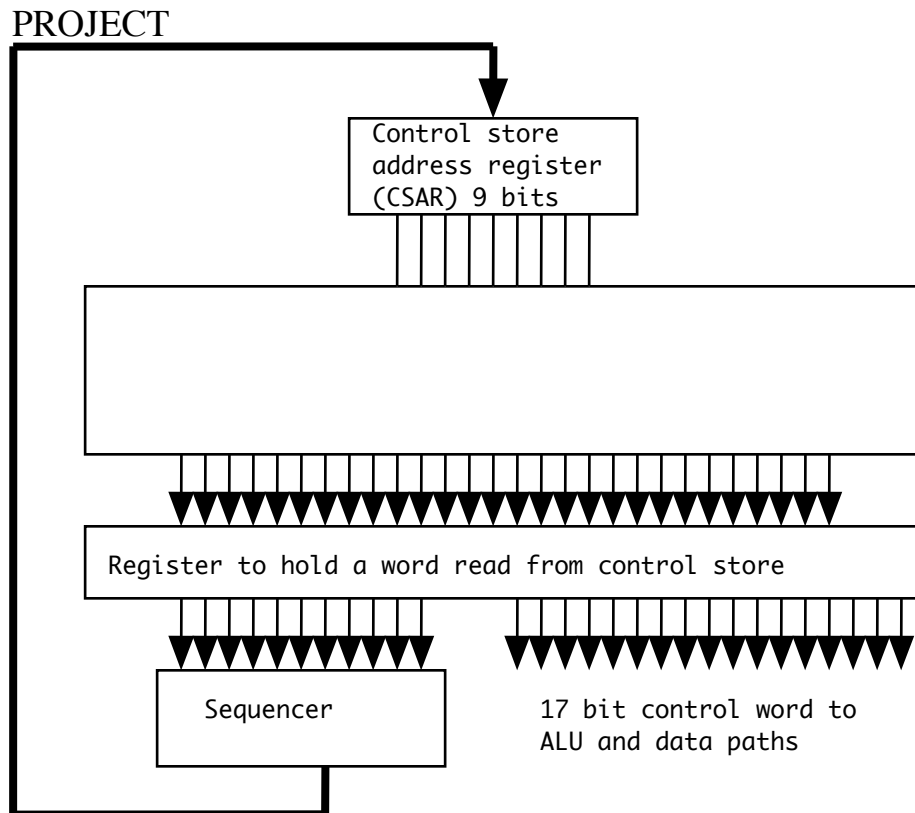 PROJECT
Control store
address register
(CSAR) 9 bits
Register to hold a word read from control store
Sequencer
17 bit control word to
ALU and data paths